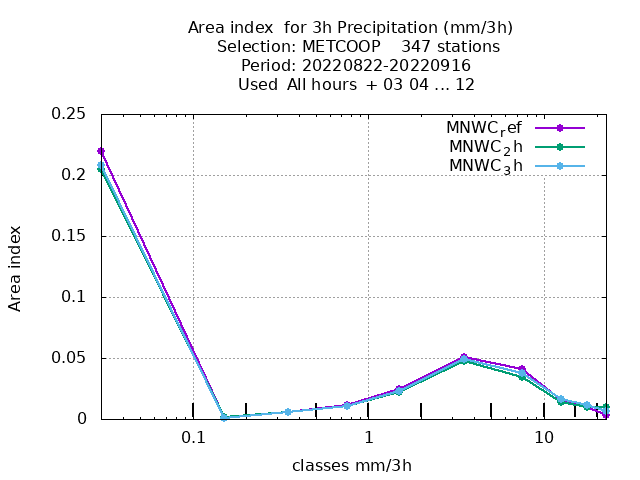 Area index  for 3h Precipitation (mm/3h)
Selection: METCOOP    347 stations
Period: 20220822-20220916
Used  All hours  + 03 04 ... 12
MNWC_ref
MNWC_2h
MNWC_3h
0.25
0.2
0.15
0.1
0.05
0
Area index
0.1 1 10
classes mm/3h